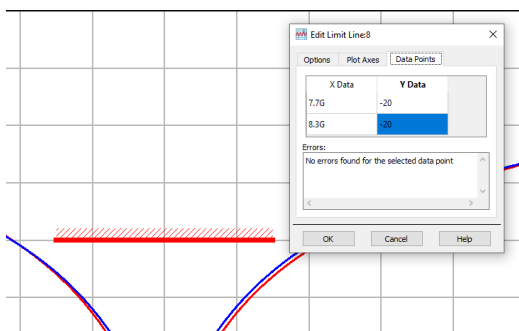 Edit Limit Line:8
Options Plot Axes Data Points
X Data Y Data
7.7G -20
8.3G -20
Errors:
No errors found for the selected data point
OK Cancel Help